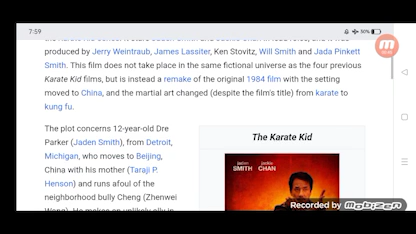 7:59
50%
produced by Jerry Weintraub, James Lassiter, Ken Stovitz, Will Smith and Jada Pinkett
Smith. This film does not take place in the same fictional universe as the four previous
Karate Kid films, but is instead a remake of the original 1984 film with the setting
moved to China, and the martial art changed (despite the film's title) from karate to
kung fu.
The plot concerns 12-year-old Dre
Parker (Jaden Smith), from Detroit,
Michigan, who moves to Beijing,
China with his mother (Taraji P.
Henson) and runs afoul of the
neighborhood bully Cheng (Zhenwei
The Karate Kid
JADEN SMITH
JACKIE CHAN
Recorded by Mobizen